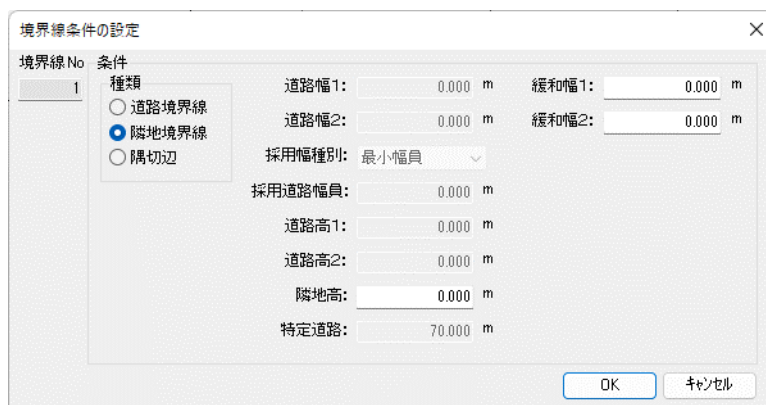 境界線条件の設定
境界線No 条件
1
種類
道路境界線
隣地境界線
隅切辺
道路幅1: 0.000 m
道路幅2: 0.000 m
採用幅種別: 最小幅員
採用道路幅員: 0.000 m
道路高1: 0.000 m
道路高2: 0.000 m
隣地高: 0.000 m
特定道路: 70.000 m
緩和幅1: 0.000 m
緩和幅2: 0.000 m
OK キャンセル